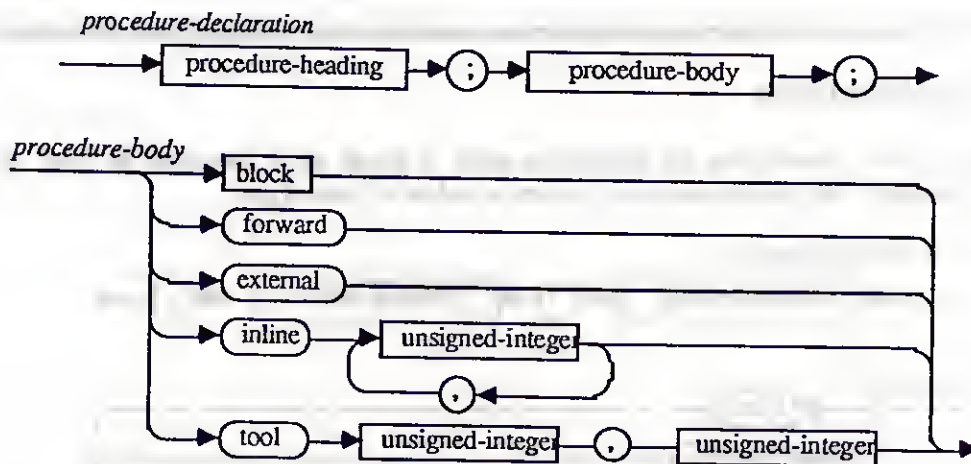 procedure-declaration
procedure-heading ; procedure-body ;
procedure-body
block
forward
external
inline unsigned-integer
,
tool unsigned-integer , unsigned-integer